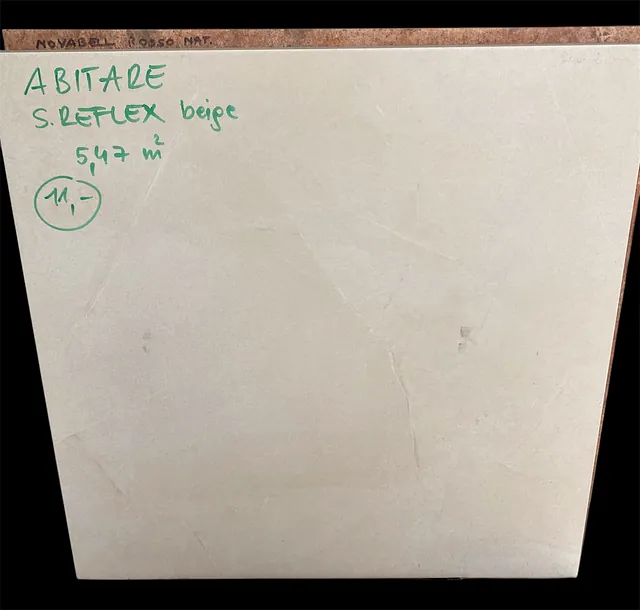 NOVABELL ROSSO NAT.
ABITARE
S.REFLEX beige
5,47 m²
11,-